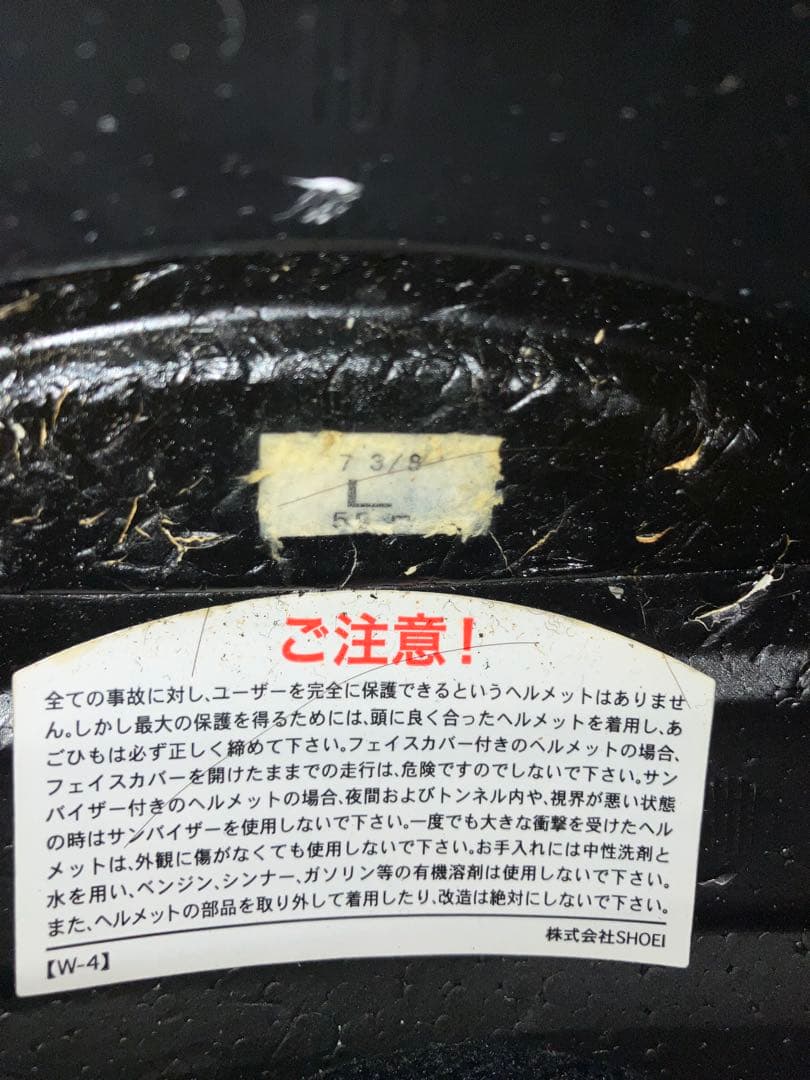 7 3/8
L
ご注意!
全ての事故に対し、ユーザーを完全に保護できるというヘルメットはありませ
ん。しかし最大の保護を得るためには、頭に良く合ったヘルメットを着用し、あ
ごひもは必ず正しく締めて下さい。フェイスカバー付きのヘルメットの場合、
フェイスカバーを開けたままでの走行は、危険ですのでしないで下さい。サン
バイザー付きのヘルメットの場合、夜間およびトンネル内や、視界が悪い状態
の時はサンバイザーを使用しないで下さい。一度でも大きな衝撃を受けたヘル
メットは、外観に傷がなくても使用しないで下さい。お手入れには中性洗剤と
水を用い、ベンジン、シンナー、ガソリン等の有機溶剤は使用しないで下さい。
また、ヘルメットの部品を取り外して着用したり、改造は絶対にしないで下さい。
株式会社SHOEI
【W-4】